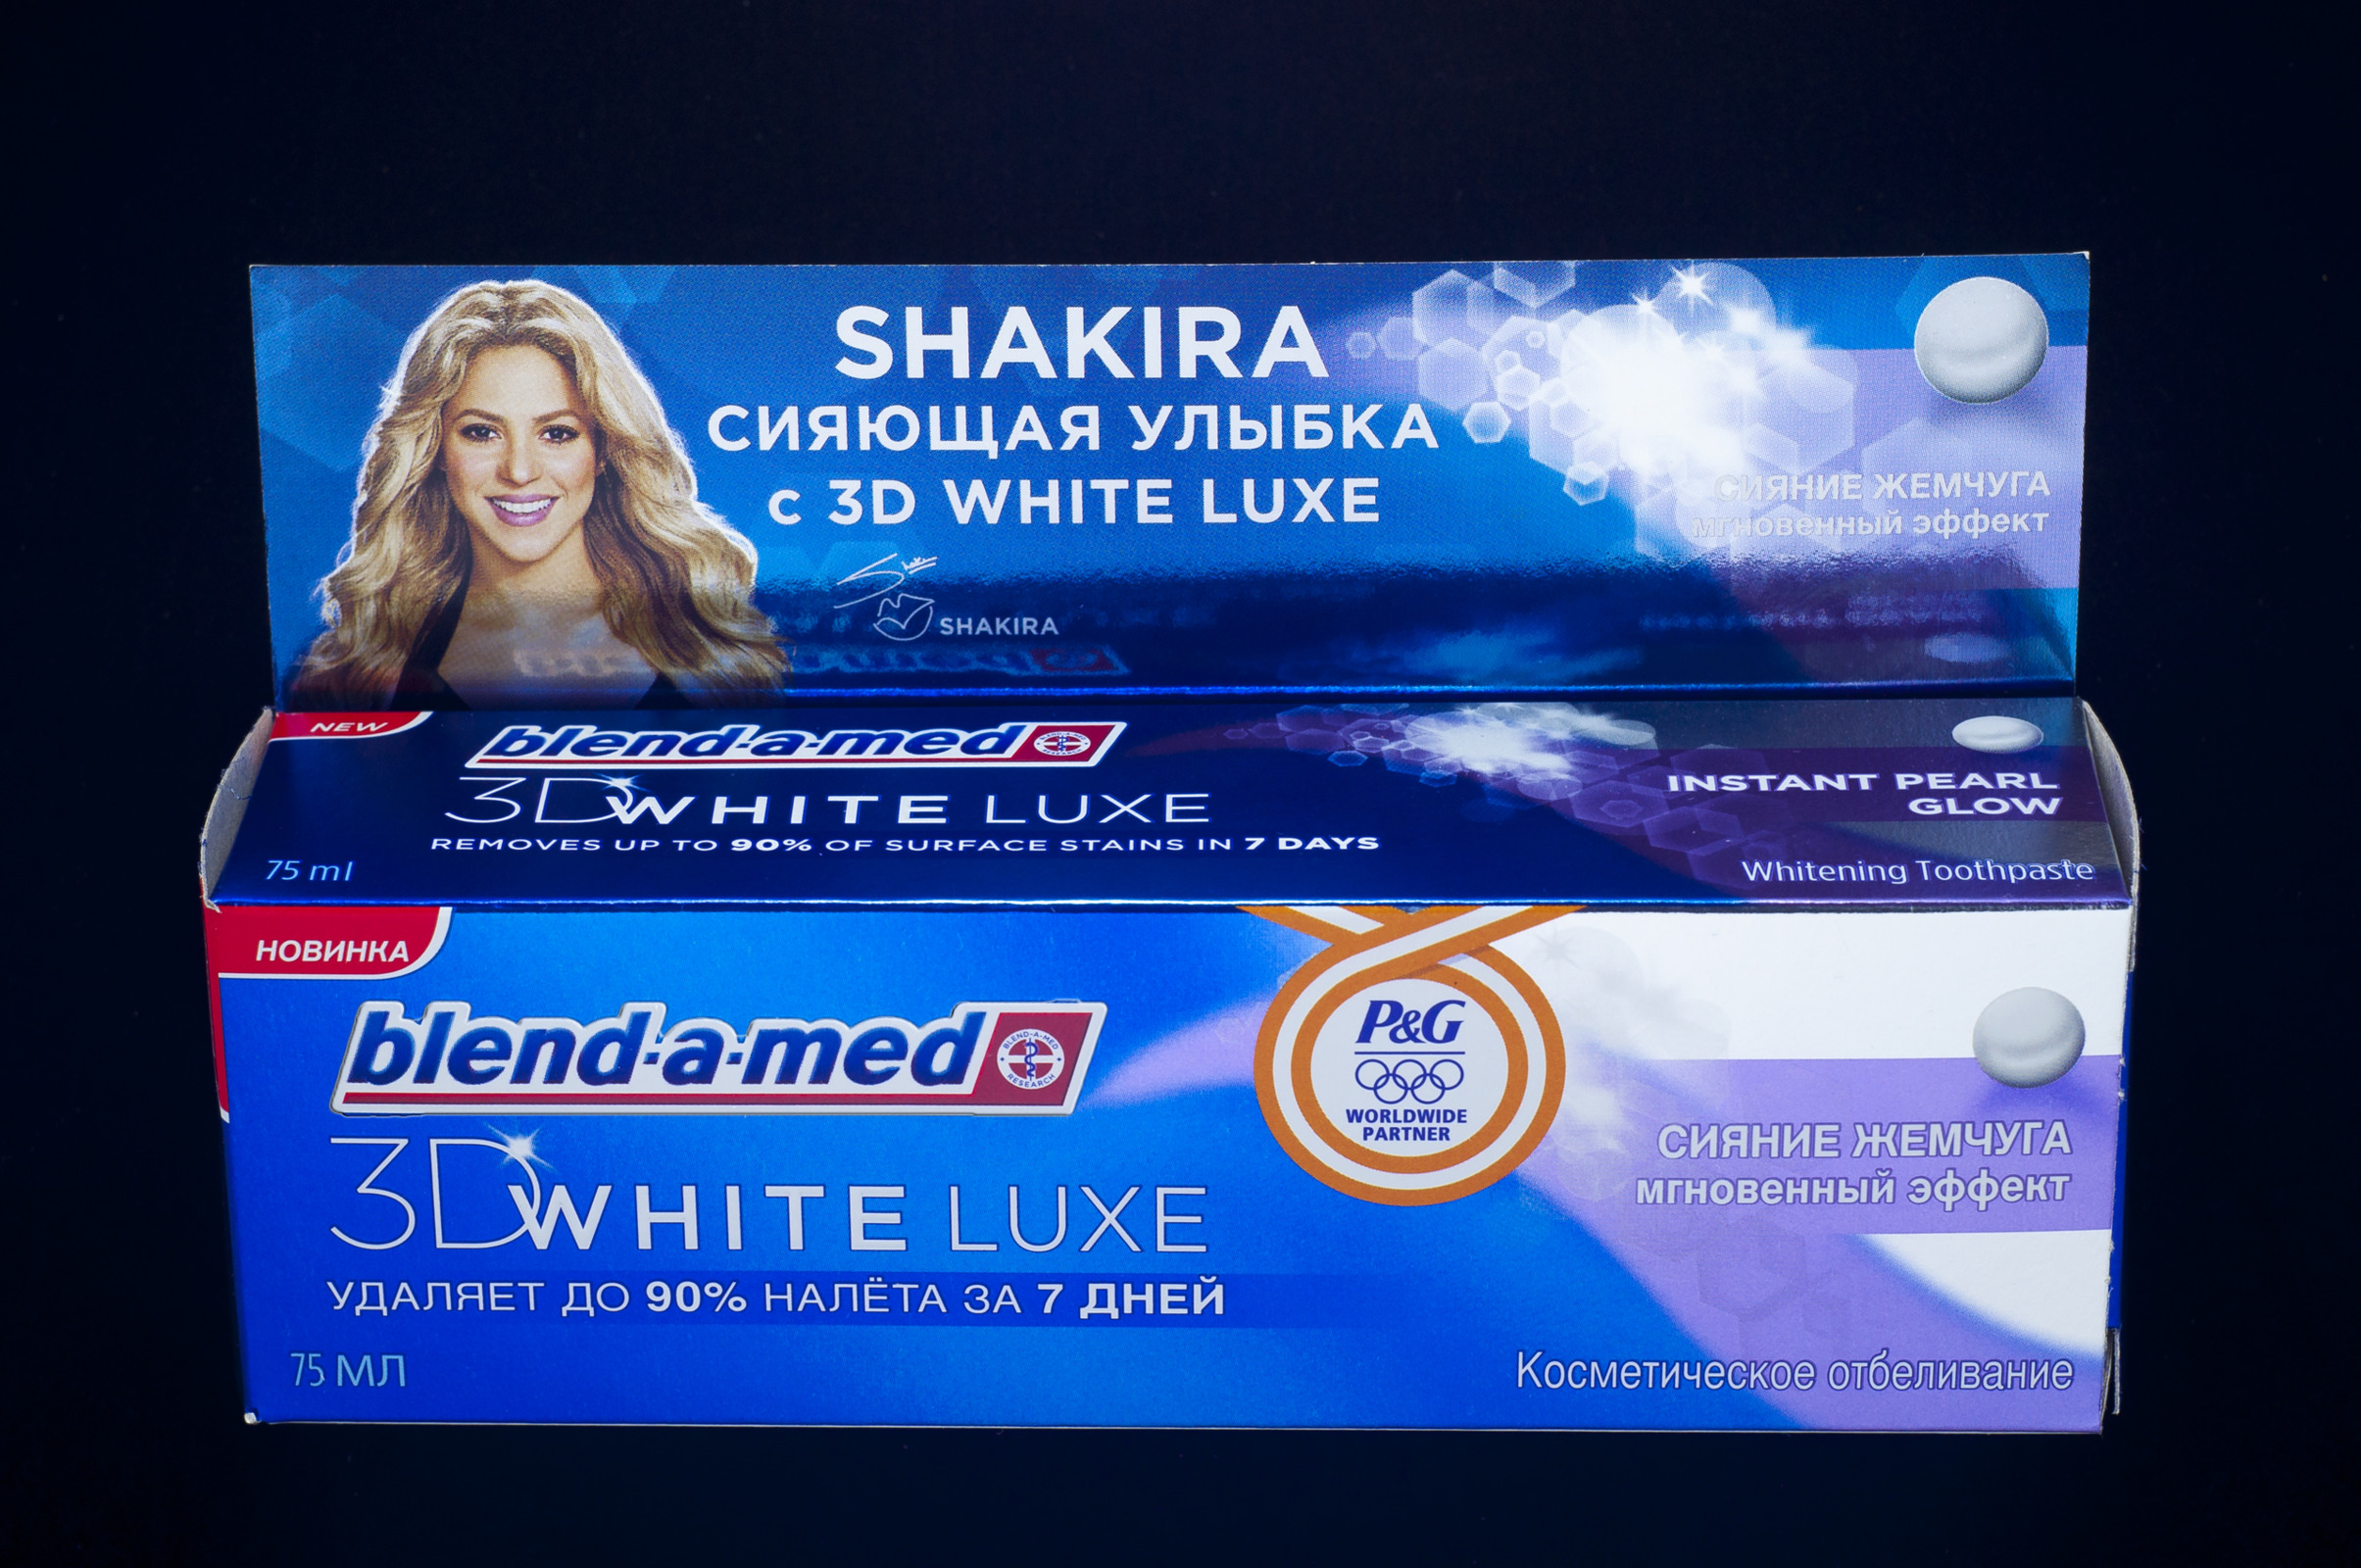 SHAKIRA
СИЯЮЩАЯ УЛЫБКА
с 3D WHITE LUXE
СИЯНИЕ ЖЕМЧУГА
мгновенный эффект
SHAKIRA
NEW
blend-a-med
3D WHITE LUXE
REMOVES UP TO 90% OF SURFACE STAINS IN 7 DAYS
75 ml
INSTANT PEARL
GLOW
Whitening Toothpaste
НОВИНКА
blend-a-med
BLEND-A-MED
RESEARCH
3D WHITE LUXE
УДАЛЯЕТ ДО 90% НАЛЁТА ЗА 7 ДНЕЙ
75 МЛ
P&G
WORLDWIDE
PARTNER
СИЯНИЕ ЖЕМЧУГА
мгновенный эффект
Косметическое отбеливание